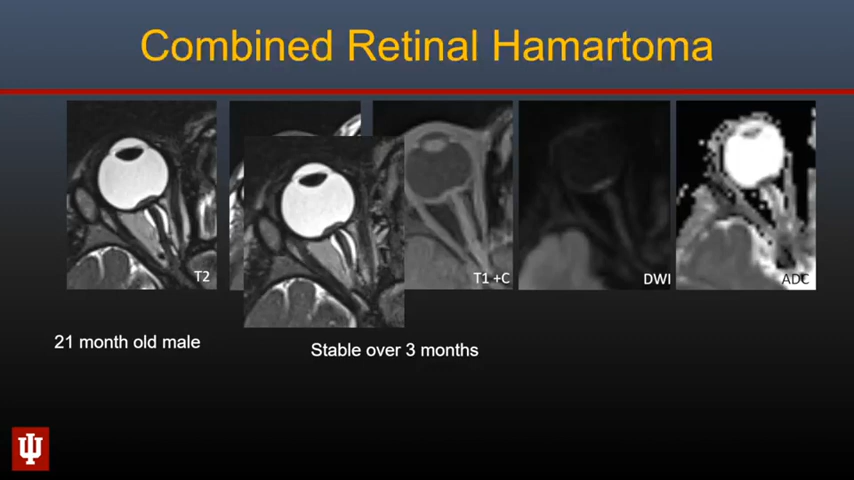 Combined Retinal Hamartoma
T2
T1 +C
DWI
ADC
21 month old male
Stable over 3 months